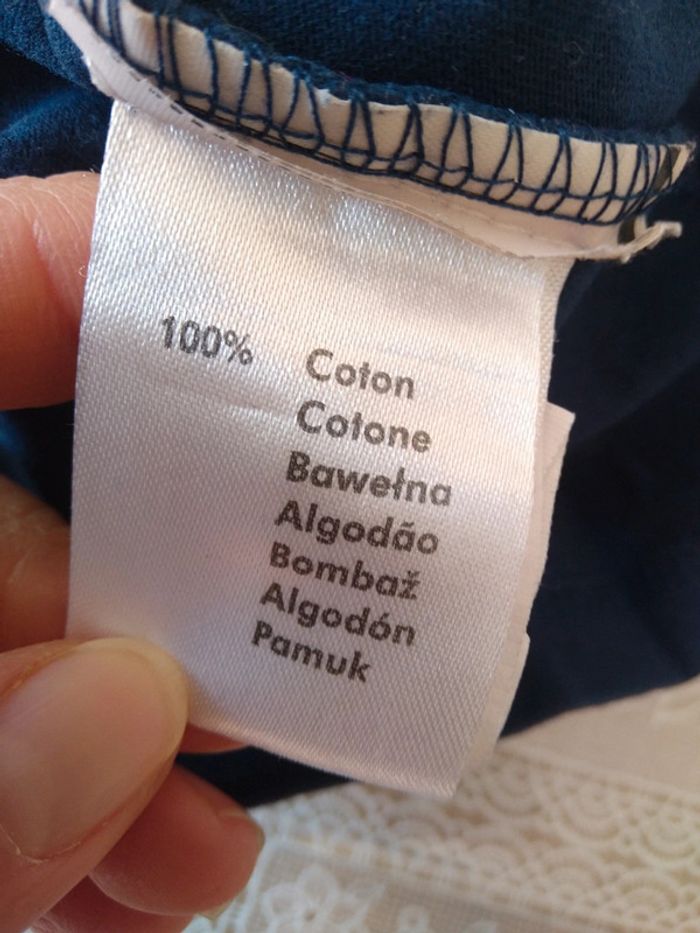 100% Coton
Cotone
Bawełna
Algodão
Bombaž
Algodón
Pamuk